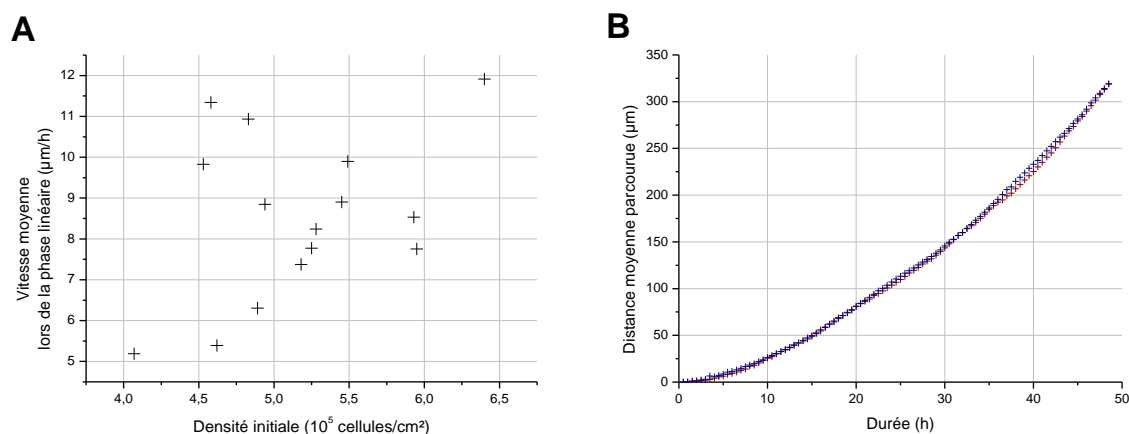 A
Vitesse moyenne
lors de la phase linéaire (µm/h)
12
11
10
9
8
7
6
5
4,0 4,5 5,0 5,5 6,0 6,5
Densité initiale (10⁵ cellules/cm²)
B
Distance moyenne parcourue (µm)
350
300
250
200
150
100
50
0
0 10 20 30 40 50
Durée (h)